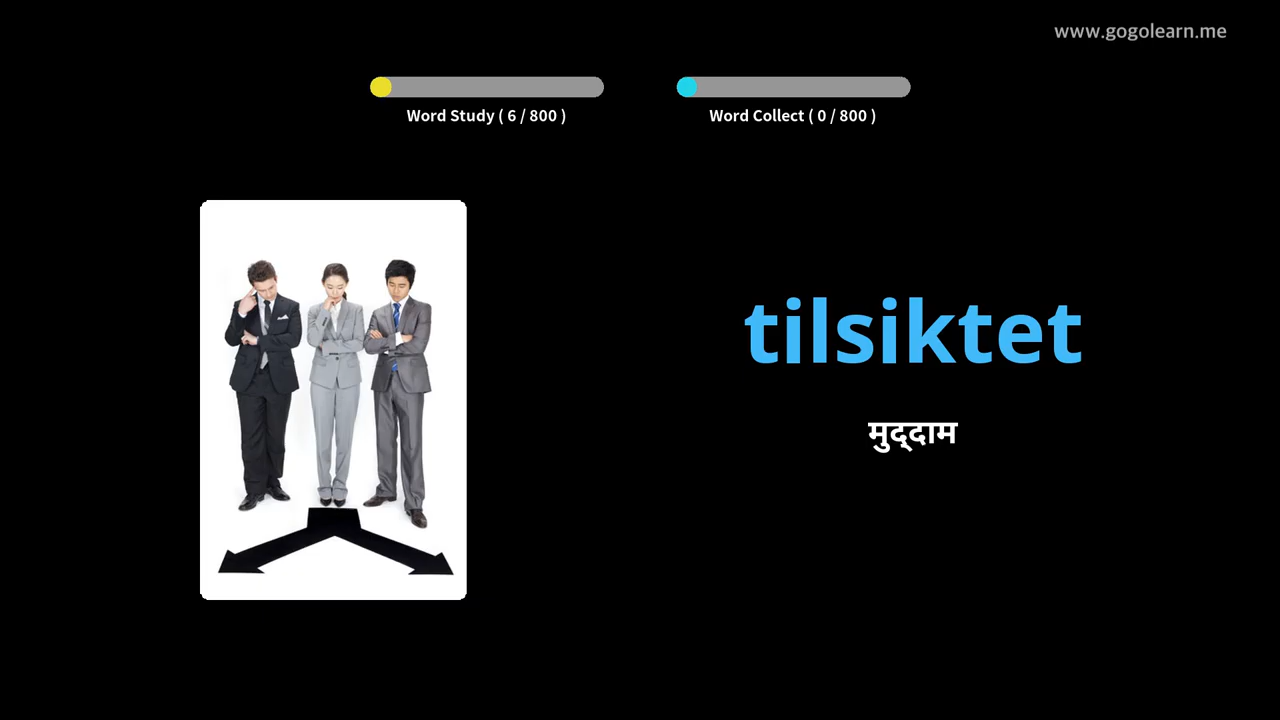 www.gogolearn.me
Word Study ( 6 / 800 )
Word Collect ( 0 / 800 )
tilsiktet
मुद्‌दाम